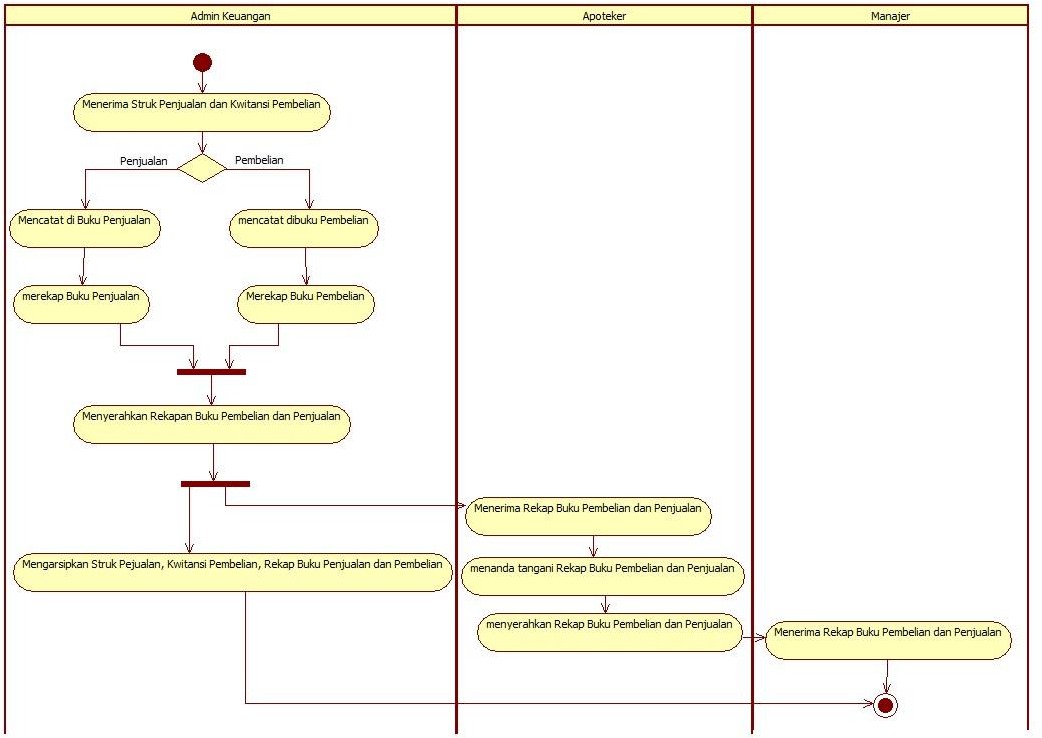 Admin Keuangan
Apoteker
Manajer
Menerima Struk Penjualan dan Kwitansi Pembelian
Penjualan
Pembelian
Mencatat di Buku Penjualan
mencatat dibuku Pembelian
merekap Buku Penjualan
Merekap Buku Pembelian
Menyerahkan Rekapan Buku Pembelian dan Penjualan
Menerima Rekap Buku Pembelian dan Penjualan
Mengarsipkan Struk Pejualan, Kwitansi Pembelian, Rekap Buku Penjualan dan Pembelian
menanda tangani Rekap Buku Pembelian dan Penjualan
menyerahkan Rekap Buku Pembelian dan Penjualan
Menerima Rekap Buku Pembelian dan Penjualan